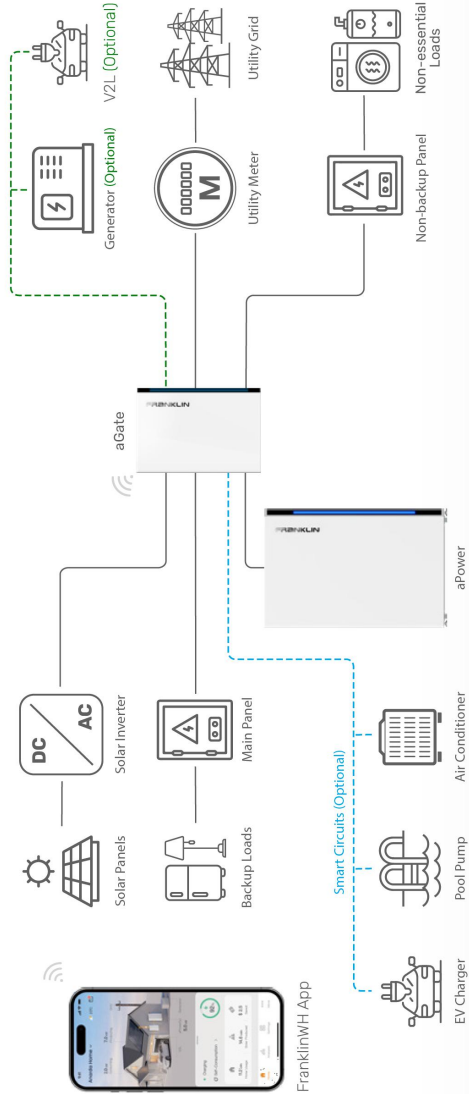 V2L (Optional)
Generator (Optional)
Utility Grid
Utility Meter
M
Non-essential
Loads
Non-backup Panel
aGate
FRANKLIN
FRANKLIN
aPower
DC
AC
Solar Inverter
Solar Panels
Main Panel
Backup Loads
Smart Circuits (Optional)
Air Conditioner
Pool Pump
EV Charger
FranklinWH App